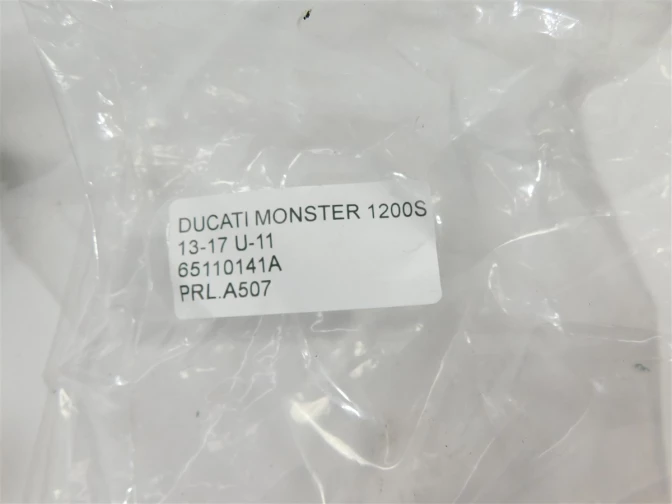 DUCATI MONSTER 1200S
13-17 U-11
65110141A
PRL.A507